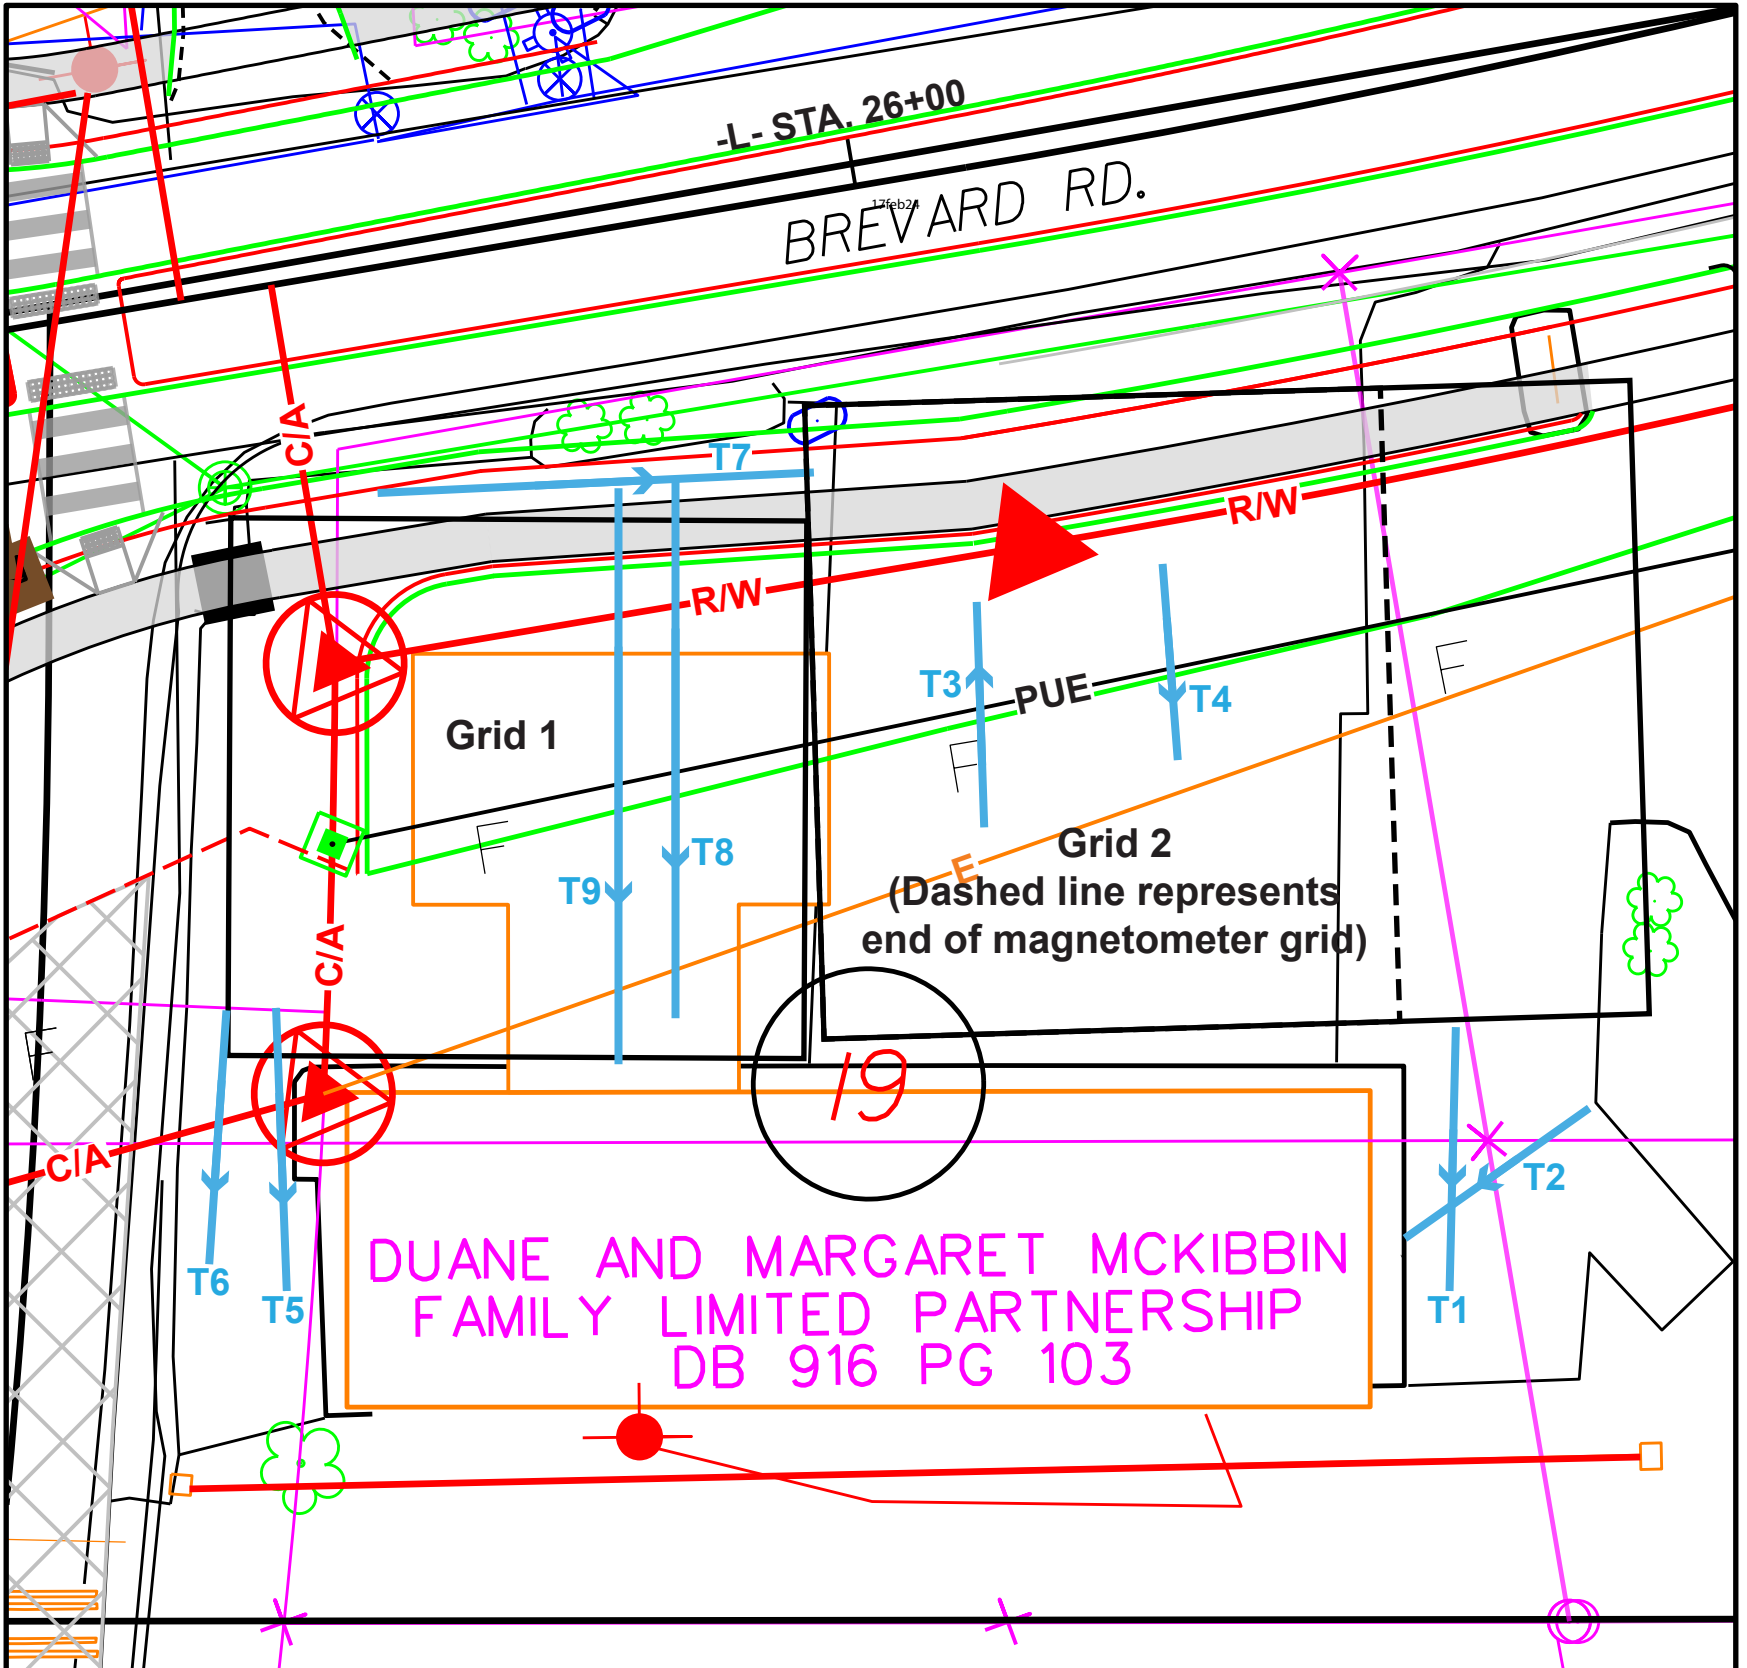 -L- STA. 26+00
BREVARD RD.
17feb24
C/A
T7
R/W
R/W
T3
PUE
T4
Grid 1
F
F
F
Grid 2
E
(Dashed line represents
end of magnetometer grid)
T8
T9
C/A
F
19
C/A
T2
T6
T5
T1
DUANE AND MARGARET MCKIBBIN
FAMILY LIMITED PARTNERSHIP
DB 916 PG 103